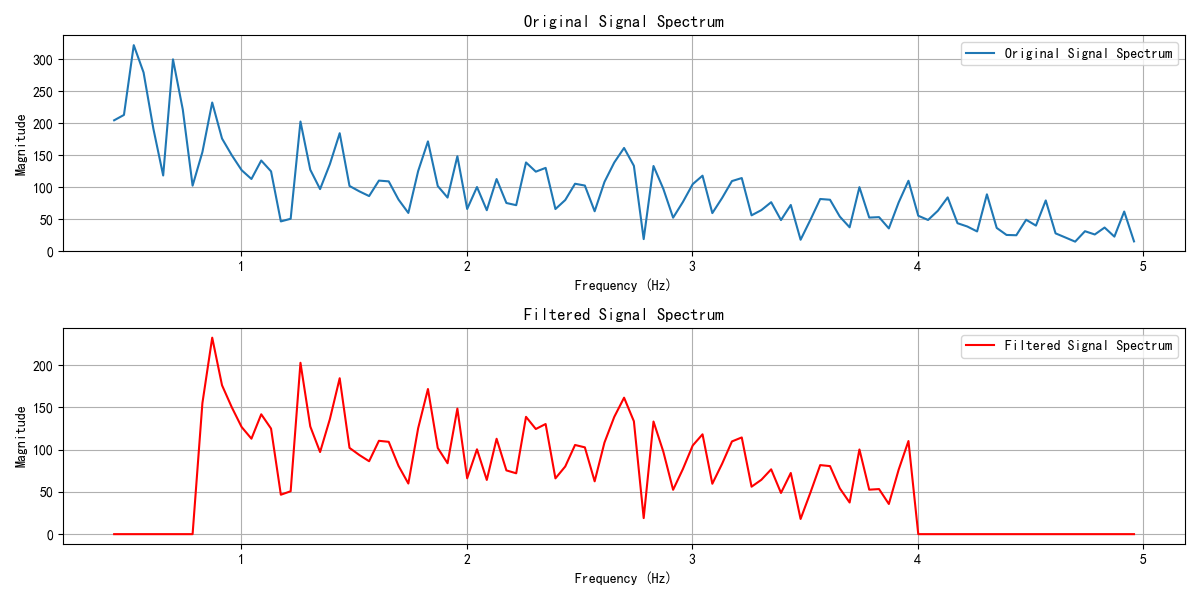 Original Signal Spectrum
Original Signal Spectrum
Magnitude
300
250
200
150
100
50
0
1
2
3
4
5
Frequency (Hz)
Filtered Signal Spectrum
Filtered Signal Spectrum
Magnitude
200
150
100
50
0
1
2
3
4
5
Frequency (Hz)